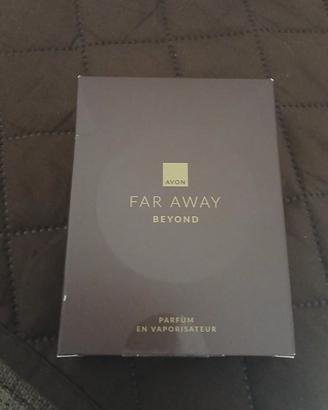 AVON
FAR AWAY
BEYOND
PARFUM
EN VAPORISATEUR